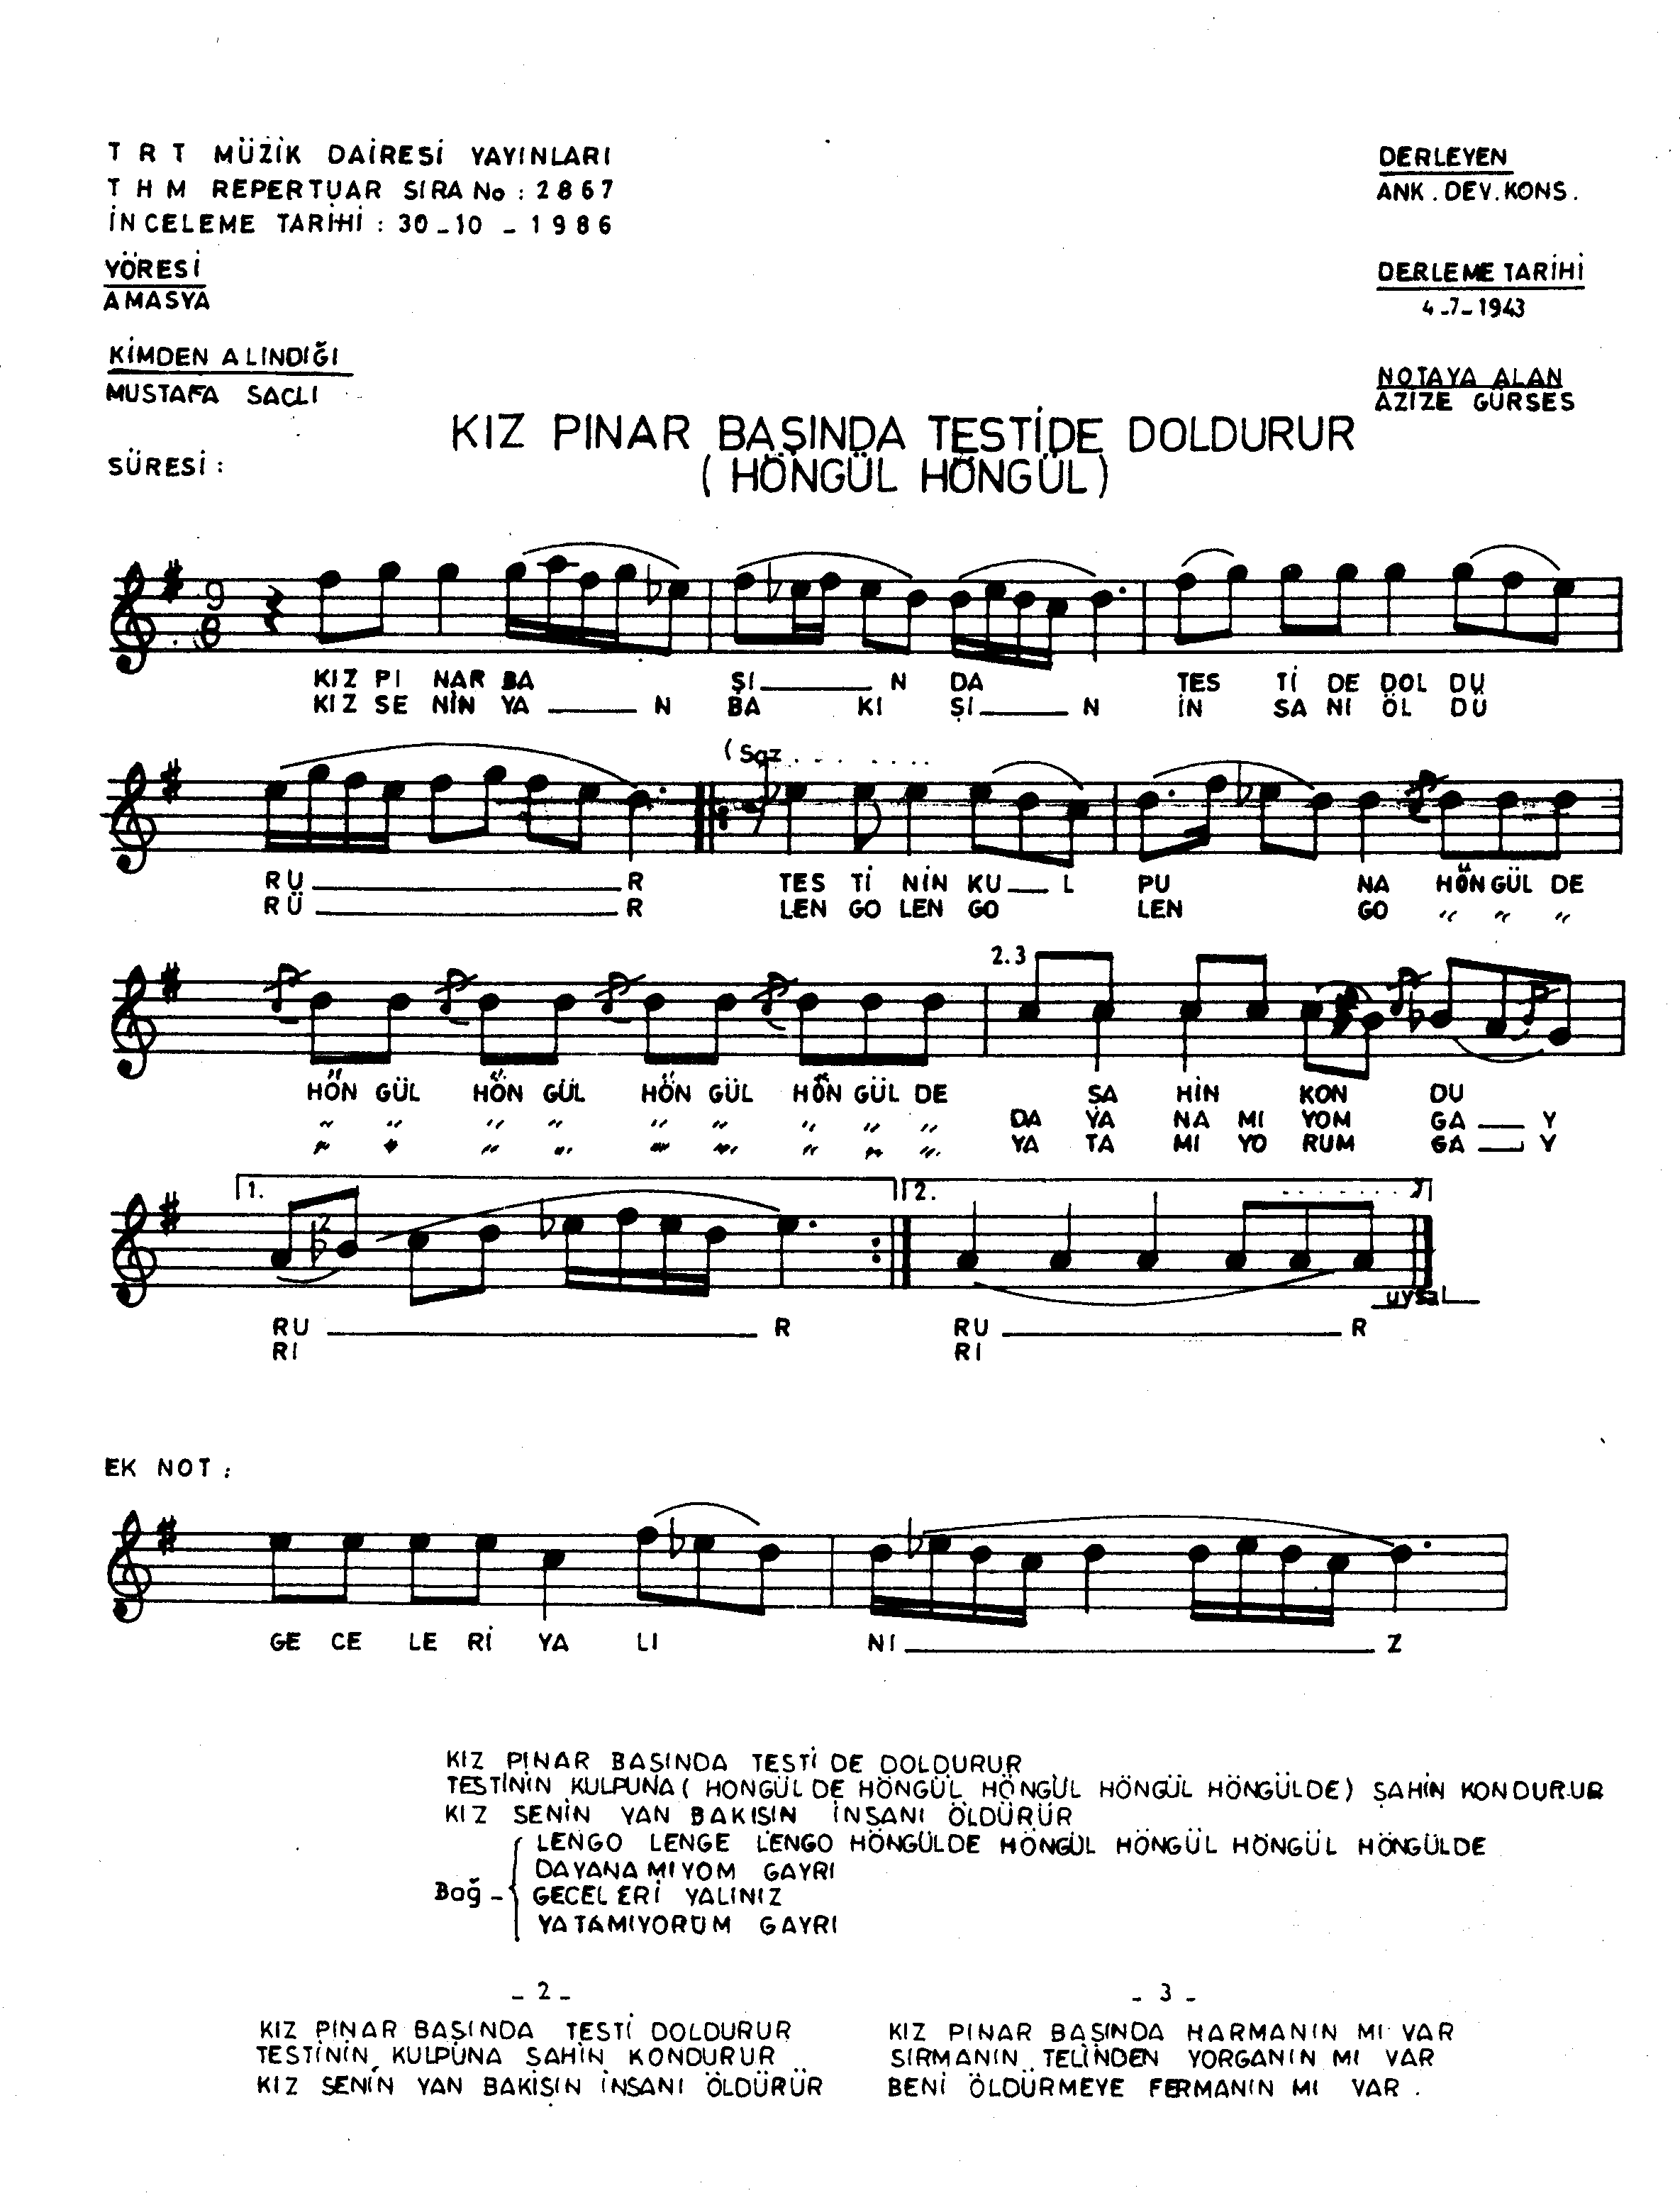 TRT MÜZİK DAİRESİ YAYINLARI
THM REPERTUAR SIRA No : 2867
İNCELEME TARİHİ : 30-10-1986
YÖRESİ
AMASYA
KİMDEN ALINDIĞI
MUSTAFA SAÇLI
SÜRESİ :
DERLEYEN
ANK. DEV. KONS.
DERLEME TARİHİ
4-7-1943
NOTAYA ALAN
AZİZE GÜRSES
KIZ PINAR BAŞINDA TESTİDE DOLDURUR
( HÖNGÜL HÖNGÜL )
9
8
KIZ PI NAR BA ŞI N DA TES Tİ DE DOL DU
KIZ SE NİN YA N BA KI ŞI N İN SA NI ÖL DÜ
( Saz . . . . . . . .
RU R TES Tİ NİN KU L PU NA HÖN GÜL DE
RÜ R LEN GO LEN GO LEN GO " " "
2.3
HÖN GÜL HÖN GÜL HÖN GÜL HÖN GÜL DE ŞA HİN KON DU
" " " " " " " " " DA YA NA MI YOM GA Y
" " " " " " " " " YA TA MI YO RUM GA Y
1. 2.
2
uysal
RU R RU R
RI RI
EK NOT :
GE CE LE Rİ YA LI NI Z
KIZ PINAR BAŞINDA TESTİ DE DOLDURUR
TESTİNİN KULPUNA ( HONGÜL DE HÖNGÜL HÖNGÜL HÖNGÜL HÖNGÜLDE ) ŞAHİN KONDURUR
KIZ SENİN YAN BAKIŞIN İNSANI ÖLDÜRÜR
LENGO LENGE LENGO HÖNGÜLDE HÖNGÜL HÖNGÜL HÖNGÜL HÖNGÜLDE
DAYANAMIYOM GAYRI
Bağ - GECELERİ YALINIZ
YATAMIYORUM GAYRI
- 2 -
KIZ PINAR BAŞINDA TESTİ DOLDURUR
TESTİNİN KULPUNA ŞAHİN KONDURUR
KIZ SENİN YAN BAKIŞIN İNSANI ÖLDÜRÜR
- 3 -
KIZ PINAR BAŞINDA HARMANIN MI VAR
SIRMANIN TELİNDEN YORGANIN MI VAR
BENİ ÖLDÜRMEYE FERMANIN MI VAR .